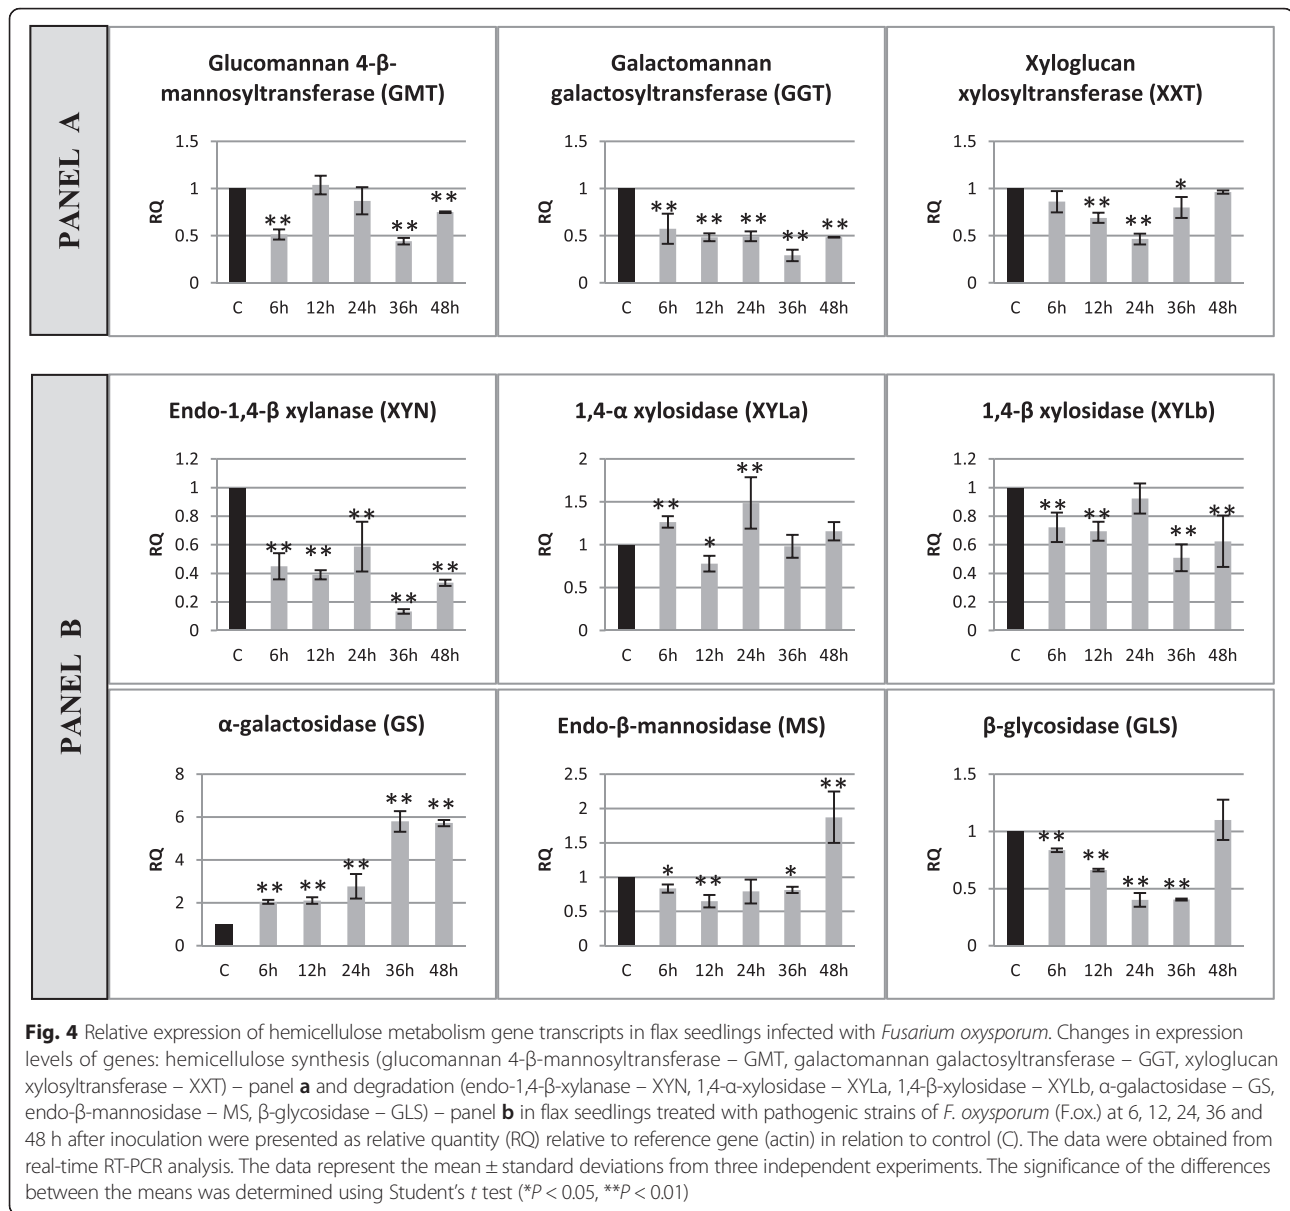 PANEL A
Glucomannan 4-β-
mannosyltransferase (GMT)
1.5
1
0.5
0
RQ
**
**
**
C 6h 12h 24h 36h 48h
Galactomannan
galactosyltransferase (GGT)
1.5
1
0.5
0
RQ
**
**
**
**
**
C 6h 12h 24h 36h 48h
Xyloglucan
xylosyltransferase (XXT)
1.5
1
0.5
0
RQ
**
**
*
C 6h 12h 24h 36h 48h
PANEL B
Endo-1,4-β xylanase (XYN)
1.2
1
0.8
0.6
0.4
0.2
0
RQ
**
**
**
**
**
C 6h 12h 24h 36h 48h
1,4-α xylosidase (XYLa)
2
1.5
1
0.5
0
RQ
**
*
**
C 6h 12h 24h 36h 48h
1,4-β xylosidase (XYLb)
1.2
1
0.8
0.6
0.4
0.2
0
RQ
**
**
**
**
C 6h 12h 24h 36h 48h
α-galactosidase (GS)
8
6
4
2
0
RQ
**
**
**
**
**
C 6h 12h 24h 36h 48h
Endo-β-mannosidase (MS)
2.5
2
1.5
1
0.5
0
RQ
*
**
*
**
C 6h 12h 24h 36h 48h
β-glycosidase (GLS)
1.5
1
0.5
0
RQ
**
**
**
**
C 6h 12h 24h 36h 48h
Fig. 4 Relative expression of hemicellulose metabolism gene transcripts in flax seedlings infected with Fusarium oxysporum. Changes in expression
levels of genes: hemicellulose synthesis (glucomannan 4-β-mannosyltransferase – GMT, galactomannan galactosyltransferase – GGT, xyloglucan
xylosyltransferase – XXT) – panel a and degradation (endo-1,4-β-xylanase – XYN, 1,4-α-xylosidase – XYLa, 1,4-β-xylosidase – XYLb, α-galactosidase – GS,
endo-β-mannosidase – MS, β-glycosidase – GLS) – panel b in flax seedlings treated with pathogenic strains of F. oxysporum (F.ox.) at 6, 12, 24, 36 and
48 h after inoculation were presented as relative quantity (RQ) relative to reference gene (actin) in relation to control (C). The data were obtained from
real-time RT-PCR analysis. The data represent the mean ± standard deviations from three independent experiments. The significance of the differences
between the means was determined using Student's t test (*P < 0.05, **P < 0.01)